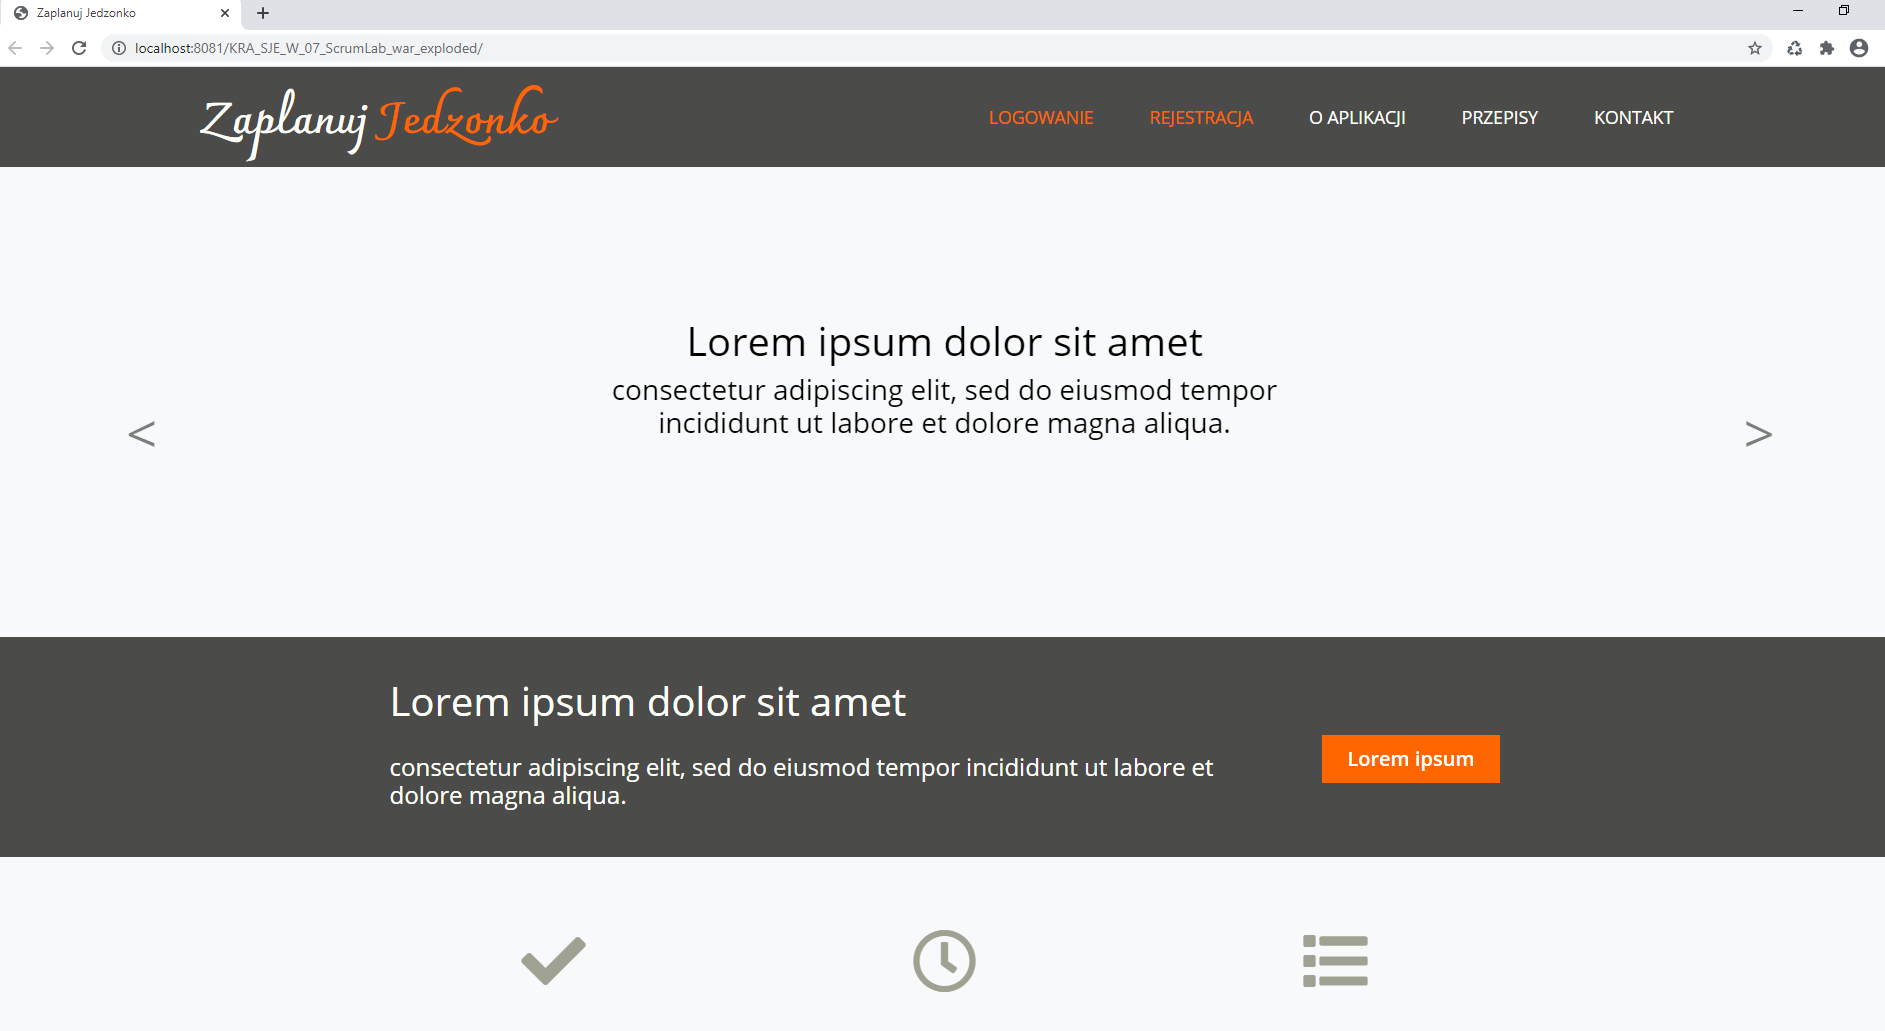 Zaplanuj Jedzonko
localhost:8081/KRA_SJE_W_07_ScrumLab_war_exploded/
Zaplanuj Jedzonko
LOGOWANIE REJESTRACJA O APLIKACJI PRZEPISY KONTAKT
Lorem ipsum dolor sit amet
consectetur adipiscing elit, sed do eiusmod tempor
incididunt ut labore et dolore magna aliqua.
< >
Lorem ipsum dolor sit amet
consectetur adipiscing elit, sed do eiusmod tempor incididunt ut labore et
dolore magna aliqua.
Lorem ipsum